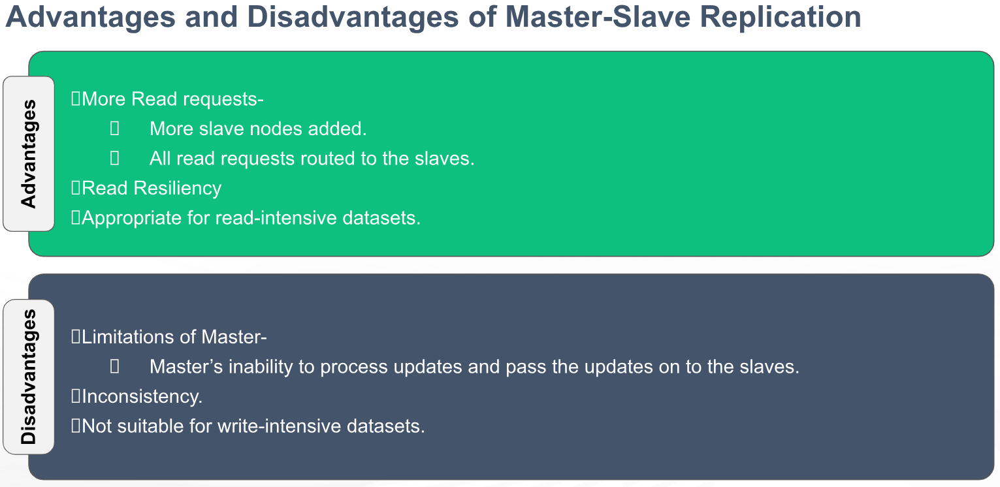 Advantages and Disadvantages of Master-Slave Replication
Advantages
More Read requests-
More slave nodes added.
All read requests routed to the slaves.
Read Resiliency
Appropriate for read-intensive datasets.
Disadvantages
Limitations of Master-
Master’s inability to process updates and pass the updates on to the slaves.
Inconsistency.
Not suitable for write-intensive datasets.